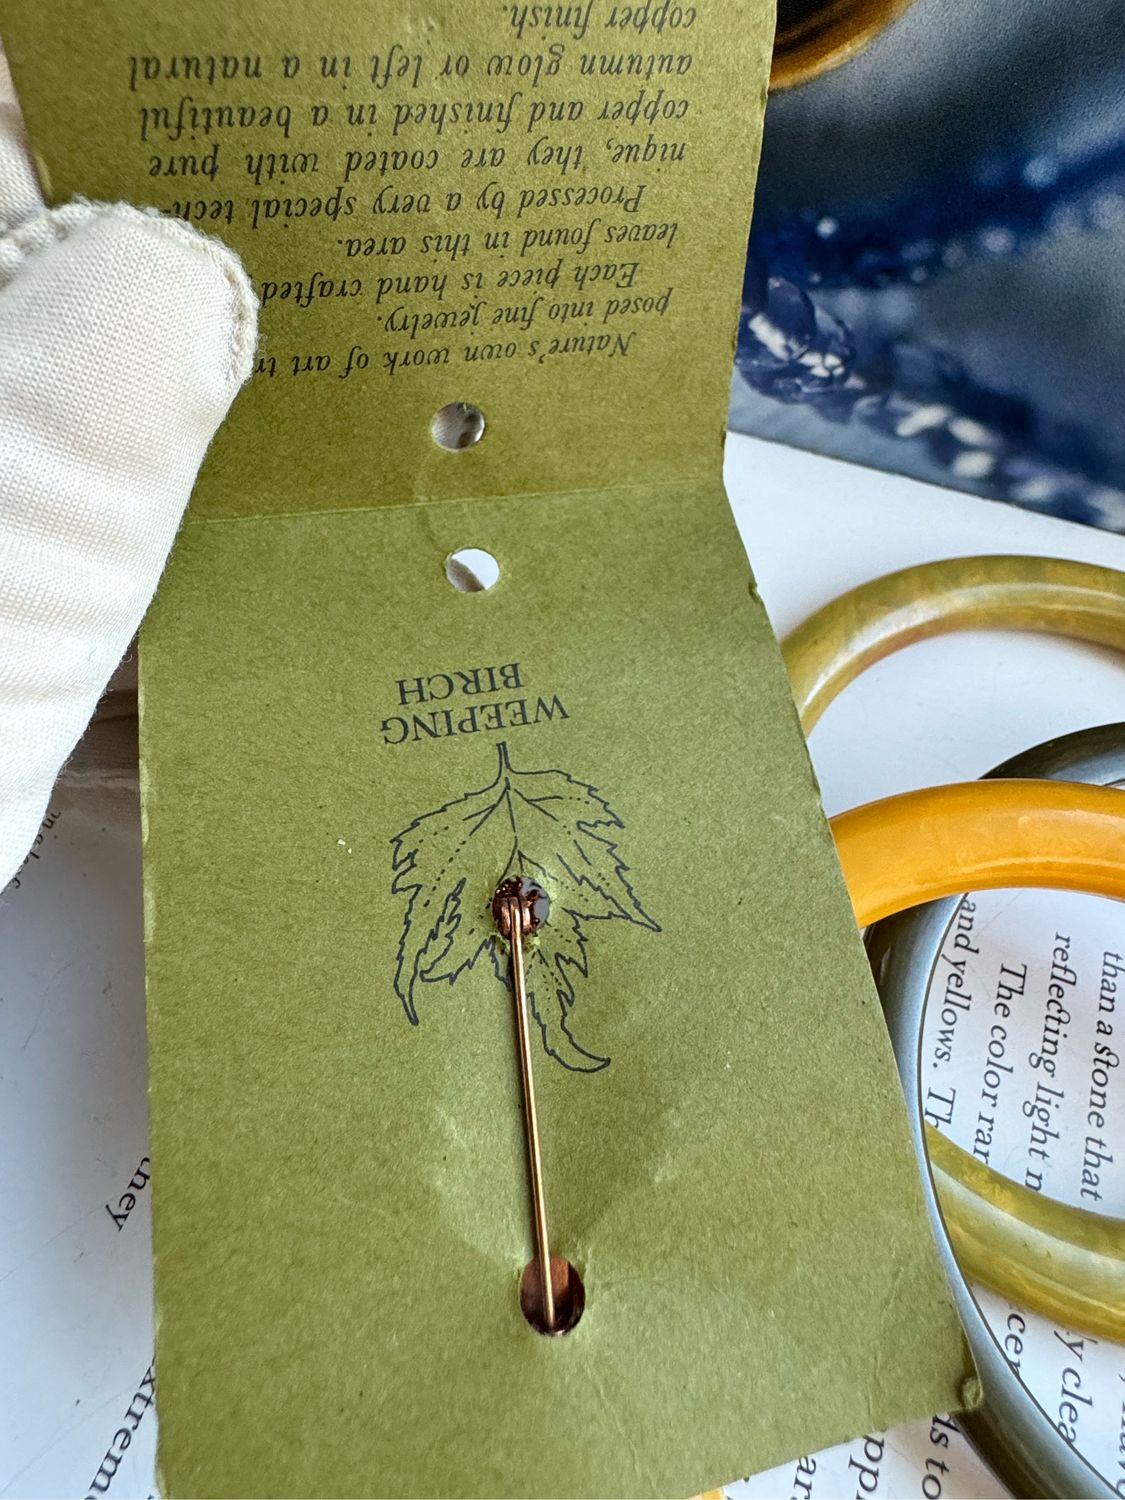 Nature's own work of art
posed into fine jewelry.
Each piece is hand crafted
leaves found in this area.
Processed by a very special tech-
nique, they are coated with pure
copper and finished in a beautiful
autumn glow or left in a natural
copper finish.
WEEPING
BIRCH
than a stone that
reflecting light
The color
and yellows.
they